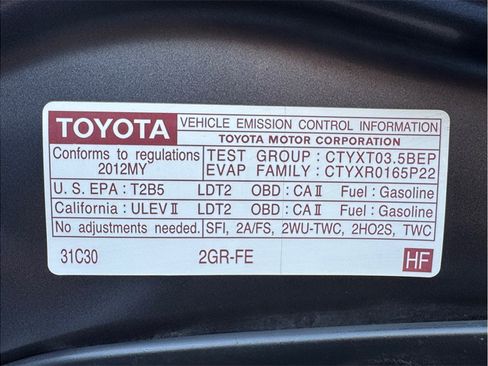 TOYOTA VEHICLE EMISSION CONTROL INFORMATION
TOYOTA MOTOR CORPORATION
Conforms to regulations TEST GROUP : CTYXT03.5BEP
2012MY EVAP FAMILY : CTYXR0165P22
U.S. EPA : T2B5 LDT2 OBD : CA II Fuel : Gasoline
California : ULEV II LDT2 OBD : CA II Fuel : Gasoline
No adjustments needed. SFI, 2A/FS, 2WU-TWC, 2HO2S, TWC
31C30 2GR-FE HF